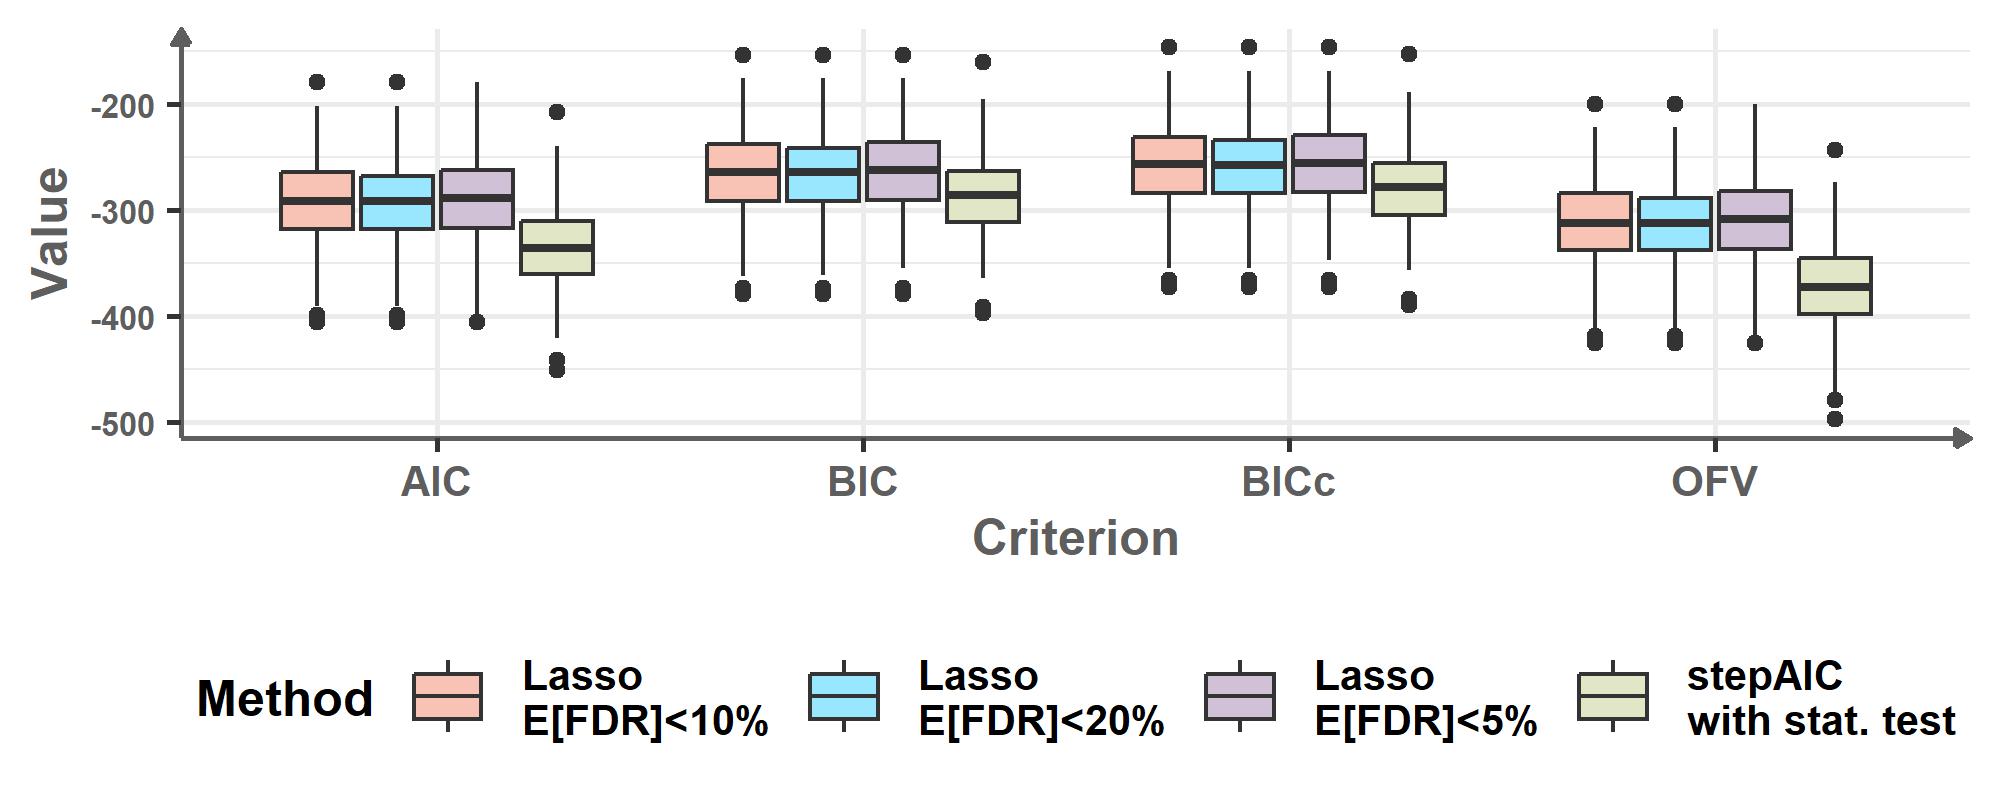 Value
-200
-300
-400
-500
AIC
BIC
BICc
OFV
Criterion
Method
Lasso
E[FDR]<10%
Lasso
E[FDR]<20%
Lasso
E[FDR]<5%
stepAIC
with stat. test